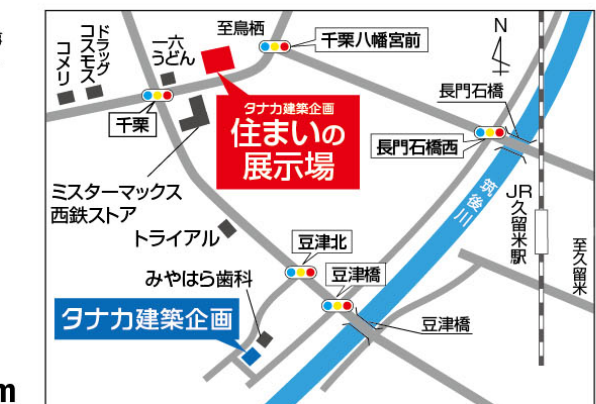 ドラッグ
コスモス
コメリ
一六
うどん
至鳥栖
千栗八幡宮前
N
長門石橋
千栗
タナカ建築企画
住まいの
展示場
長門石橋西
ミスターマックス
西鉄ストア
筑後川
JR久留米駅
至久留米
トライアル
豆津北
豆津橋
みやはら歯科
タナカ建築企画
豆津橋
m